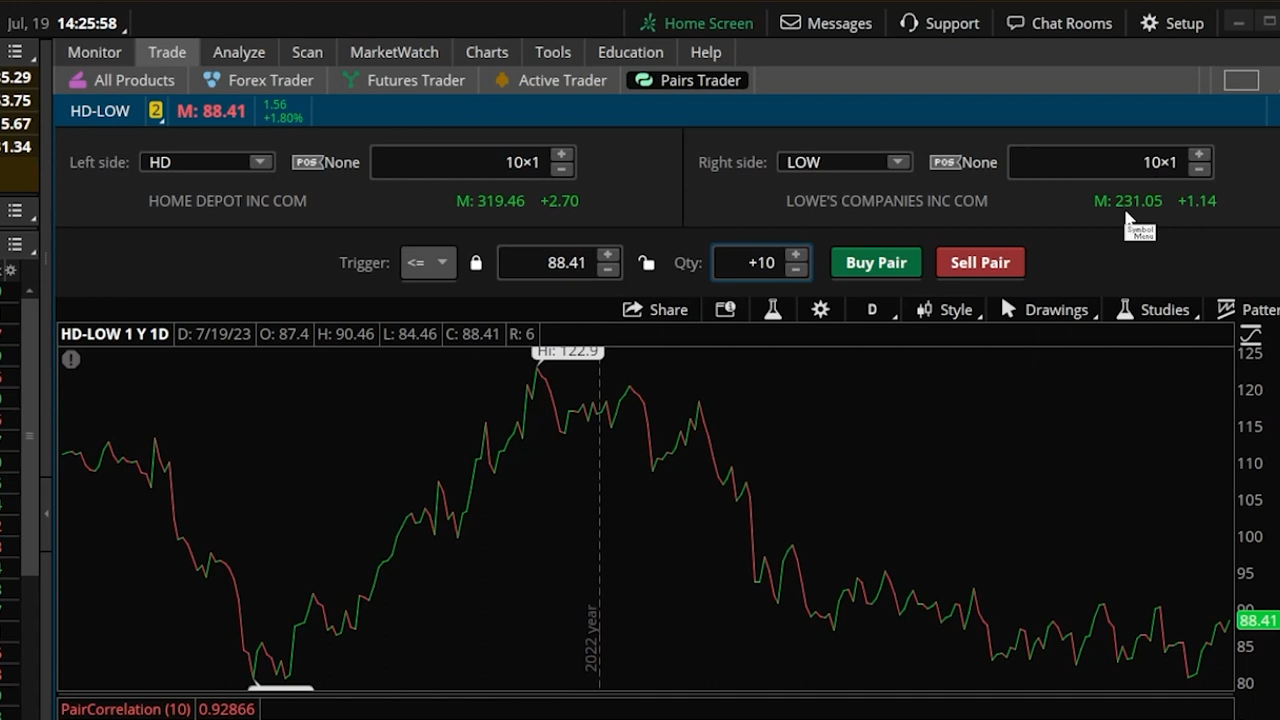 Jul, 19 14:25:58 Home Screen Messages Support Chat Rooms Setup
Monitor Trade Analyze Scan MarketWatch Charts Tools Education Help
5.29
All Products Forex Trader Futures Trader Active Trader Pairs Trader
3.75
HD-LOW 2 M: 88.41 1.56
+1.80%
5.67
1.34
Left side: HD POS None 10×1 Right side: LOW POS None 10×1
HOME DEPOT INC COM M: 319.46 +2.70 LOWE'S COMPANIES INC COM M: 231.05 +1.14
Symbol
Menu
Trigger: <= 88.41 Qty: +10 Buy Pair Sell Pair
Share D Style Drawings Studies Patter
HD-LOW 1 Y 1D D: 7/19/23 O: 87.4 H: 90.46 L: 84.46 C: 88.41 R: 6
Hi: 122.9
125
120
115
110
105
100
95
90
88.41
85
80
2022 year
PairCorrelation (10) 0.92866